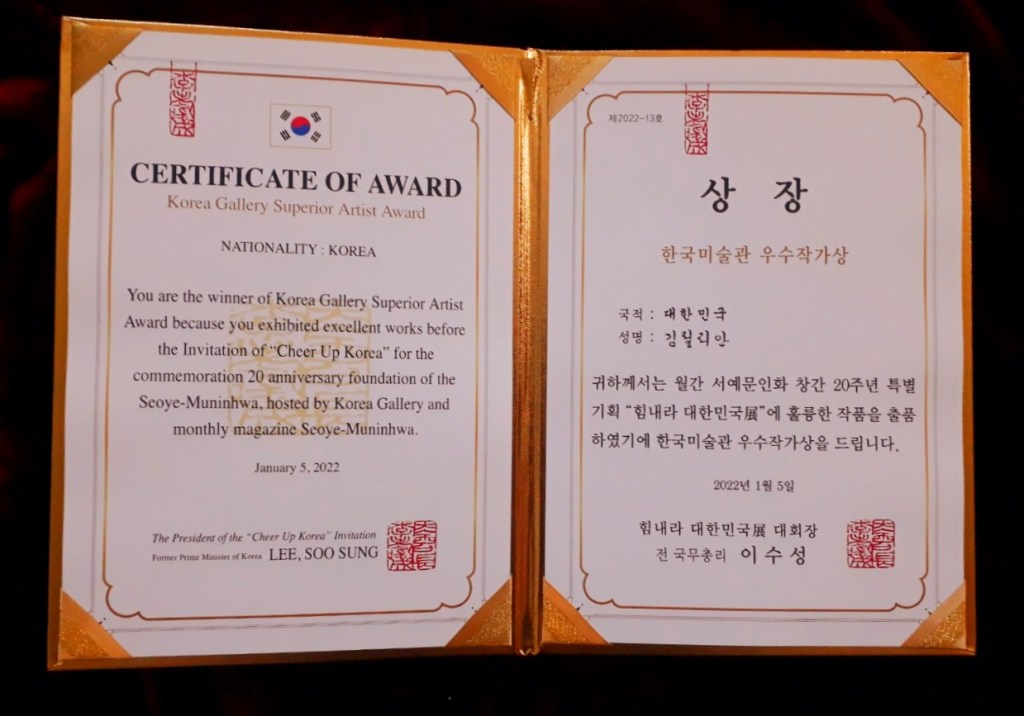 CERTIFICATE OF AWARD
Korea Gallery Superior Artist Award
NATIONALITY : KOREA
You are the winner of Korea Gallery Superior Artist
Award because you exhibited excellent works before
the Invitation of “Cheer Up Korea” for the
commemoration 20 anniversary foundation of the
Seoye-Muninhwa, hosted by Korea Gallery and
monthly magazine Seoye-Muninhwa.
January 5, 2022
The President of the “Cheer Up Korea” Invitation
Former Prime Minister of Korea LEE, SOO SUNG
제2022-13호
상 장
한국미술관 우수작가상
국적 : 대한민국
성명 : 김릴리안
귀하께서는 월간 서예문인화 창간 20주년 특별
기획 “힘내라 대한민국展”에 훌륭한 작품을 출품
하였기에 한국미술관 우수작가상을 드립니다.
2022년 1월 5일
힘내라 대한민국展 대회장
전 국무총리 이수성